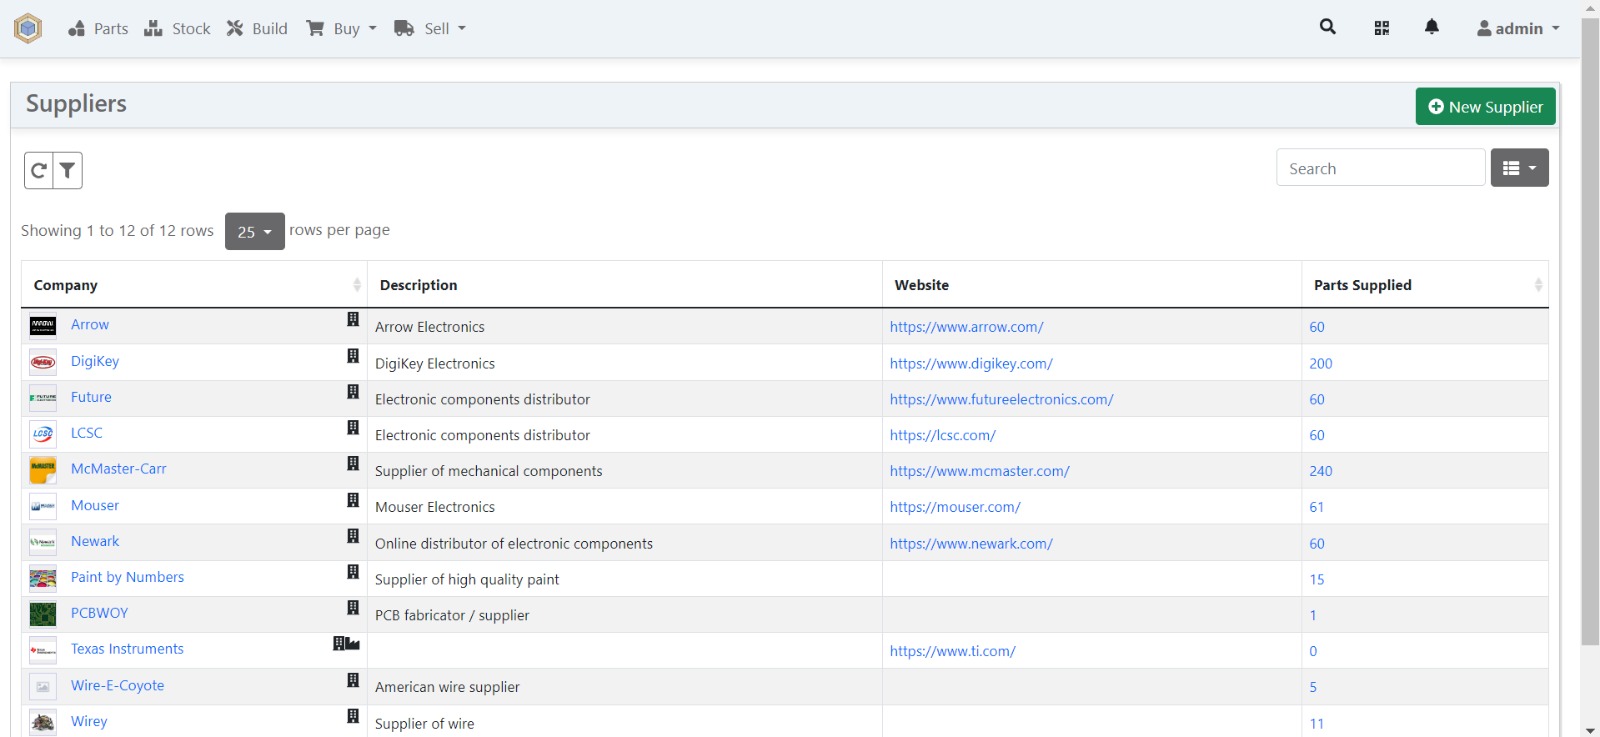 Parts Stock Build Buy Sell admin
Suppliers
New Supplier
Search
Showing 1 to 12 of 12 rows 25 rows per page
Company Description Website Parts Supplied
Arrow Arrow Electronics https://www.arrow.com/ 60
DigiKey DigiKey Electronics https://www.digikey.com/ 200
Future Electronic components distributor https://www.futureelectronics.com/ 60
LCSC LCSC Electronic components distributor https://lcsc.com/ 60
McMaster-Carr Supplier of mechanical components https://www.mcmaster.com/ 240
Mouser Mouser Electronics https://mouser.com/ 61
Newark Online distributor of electronic components https://www.newark.com/ 60
Paint by Numbers Supplier of high quality paint 15
PCBWOY PCB fabricator / supplier 1
Texas Instruments https://www.ti.com/ 0
Wire-E-Coyote American wire supplier 5
Wirey Supplier of wire 11